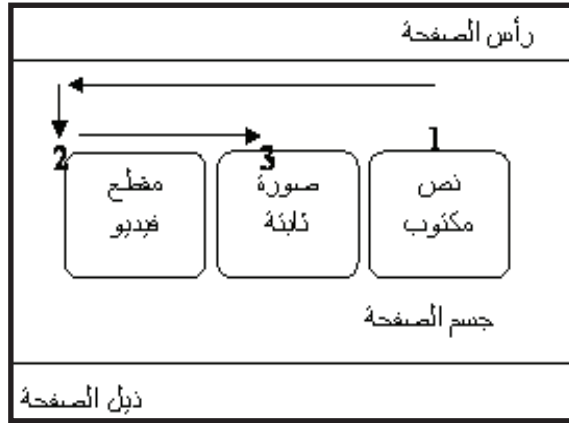 رأس الصفحة
1
2
3
نص
مكتوب
صورة
ثابتة
مقطع
فيديو
جسم الصفحة
ذيل الصفحة